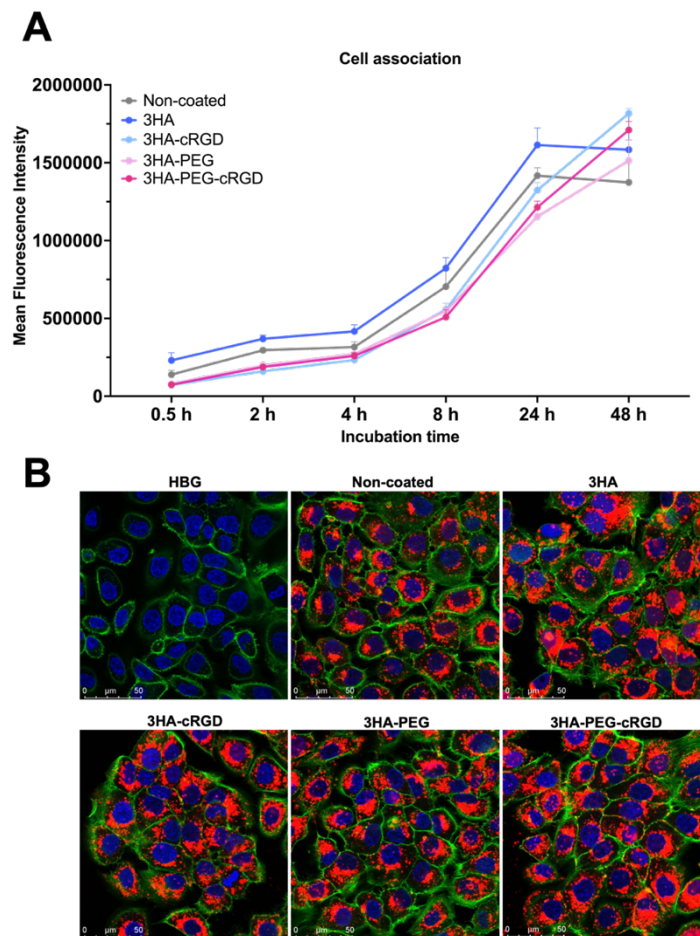 A
Cell association
Mean Fluorescence Intensity
2000000
1500000
1000000
500000
0
Non-coated
3HA
3HA-cRGD
3HA-PEG
3HA-PEG-cRGD
0.5 h 2 h 4 h 8 h 24 h 48 h
Incubation time
B
HBG Non-coated 3HA
0 µm 50 0 µm 50 0 µm 50
3HA-cRGD 3HA-PEG 3HA-PEG-cRGD
0 µm 50 0 µm 50 0 µm 50